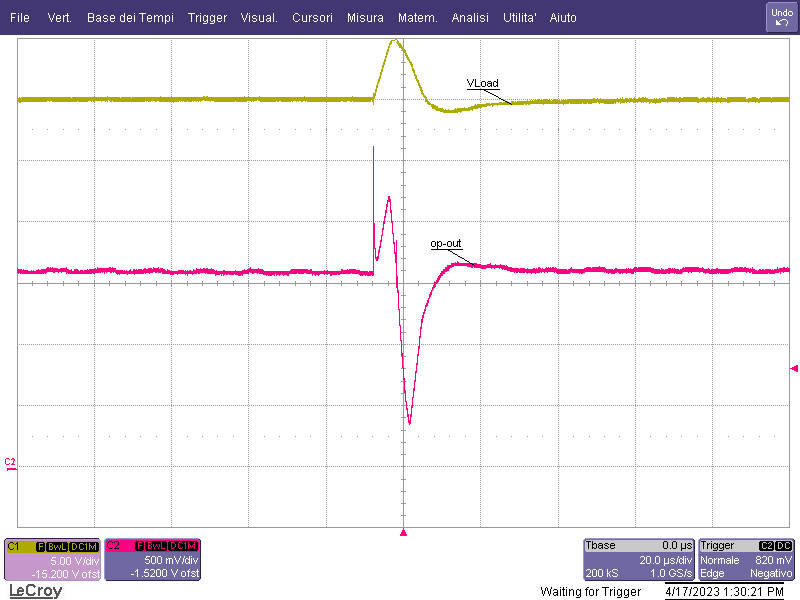 File Vert. Base dei Tempi Trigger Visual. Cursori Misura Matem. Analisi Utilita' Aiuto Undo
VLoad
op-out
C2
C1 F BwL DC1M
5.00 V/div
-15.200 V ofst
C2 F BwL DC1M
500 mV/div
-1.5200 V ofst
Tbase 0.0 µs
20.0 µs/div
200 kS 1.0 GS/s
Trigger C2 DC
Normale 820 mV
Edge Negativo
LeCroy
Waiting for Trigger 4/17/2023 1:30:21 PM